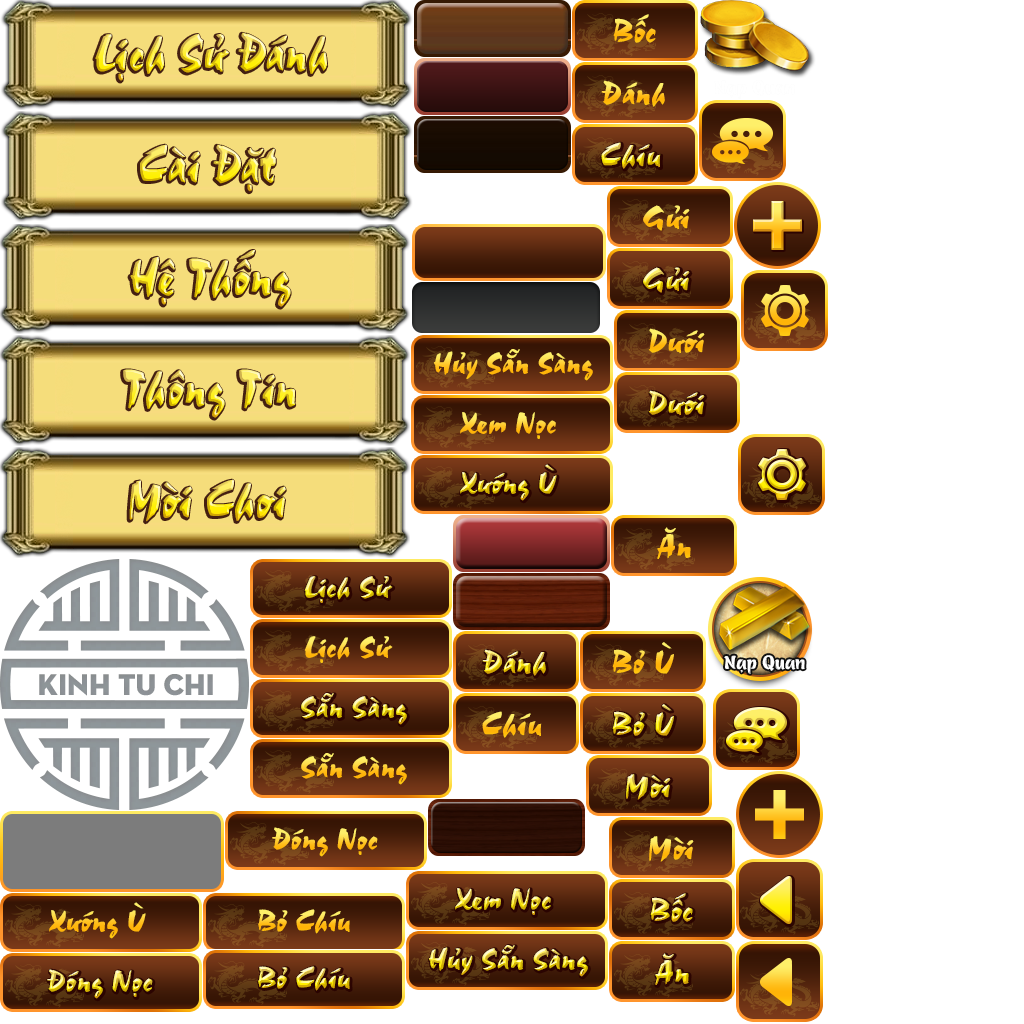 Lịch Sử Đánh
Bốc
Đánh
Cài Đặt
Chíu
Gửi
Hệ Thống
Gửi
Dưới
Hủy Sẵn Sàng
Thông Tin
Dưới
Xem Nọc
Xướng Ù
Mời Chơi
Ăn
Lịch Sử
Lịch Sử
Đánh
Bỏ Ù
Nạp Quan
KINH TU CHI
Sẵn Sàng
Chíu
Bỏ Ù
Sẵn Sàng
Mời
Đóng Nọc
Mời
Xem Nọc
Bốc
Xướng Ù
Bỏ Chíu
Hủy Sẵn Sàng
Ăn
Đóng Nọc
Bỏ Chíu